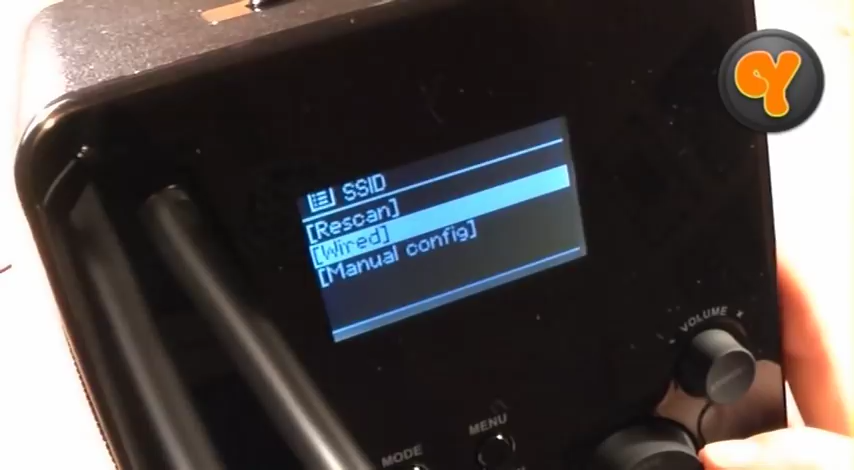 SSID
[Rescan]
[Wired]
[Manual config]
VOLUME
MENU
MODE